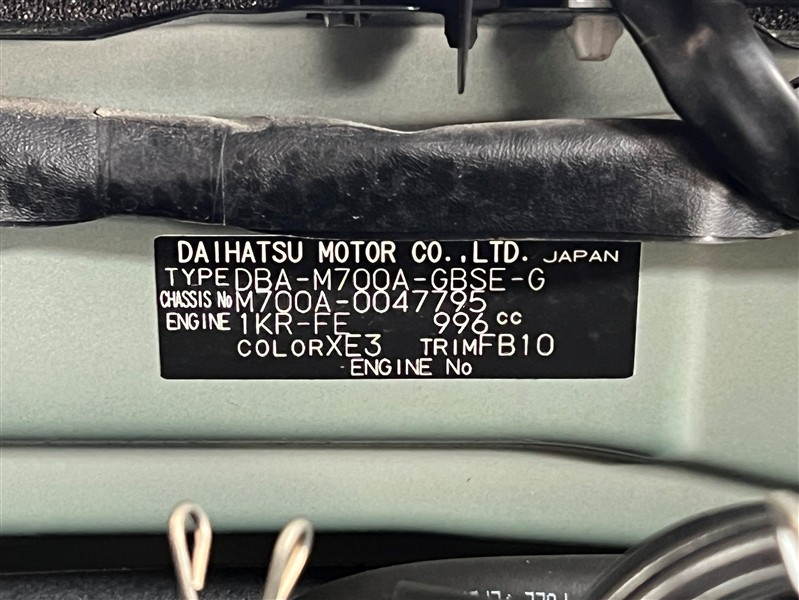 DAIHATSU MOTOR CO.,LTD. JAPAN
TYPE DBA-M700A-GBSE-G
CHASSIS No M700A-0047795
ENGINE 1KR-FE 996 cc
COLOR XE3 TRIM FB10
ENGINE No